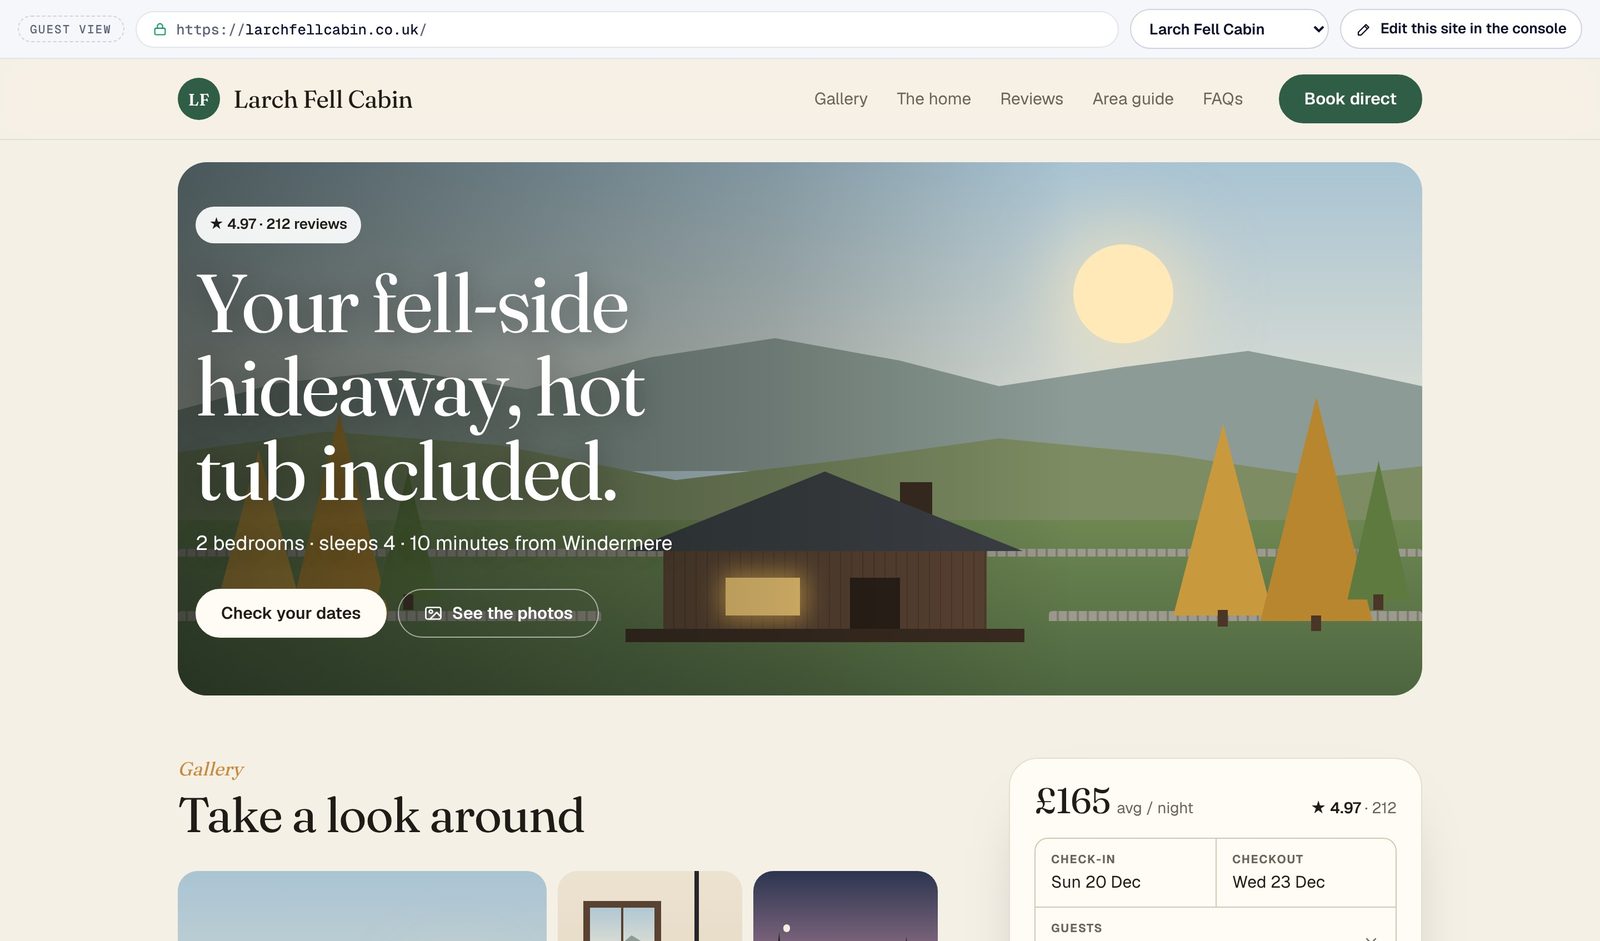 GUEST VIEW
https://larchfellcabin.co.uk/
Larch Fell Cabin
Edit this site in the console
LF
Larch Fell Cabin
Gallery
The home
Reviews
Area guide
FAQs
Book direct
★ 4.97 · 212 reviews
Your fell-side
hideaway, hot
tub included.
2 bedrooms · sleeps 4 · 10 minutes from Windermere
Check your dates
See the photos
Gallery
Take a look around
£165 avg / night
★ 4.97 · 212
CHECK-IN
Sun 20 Dec
CHECKOUT
Wed 23 Dec
GUESTS